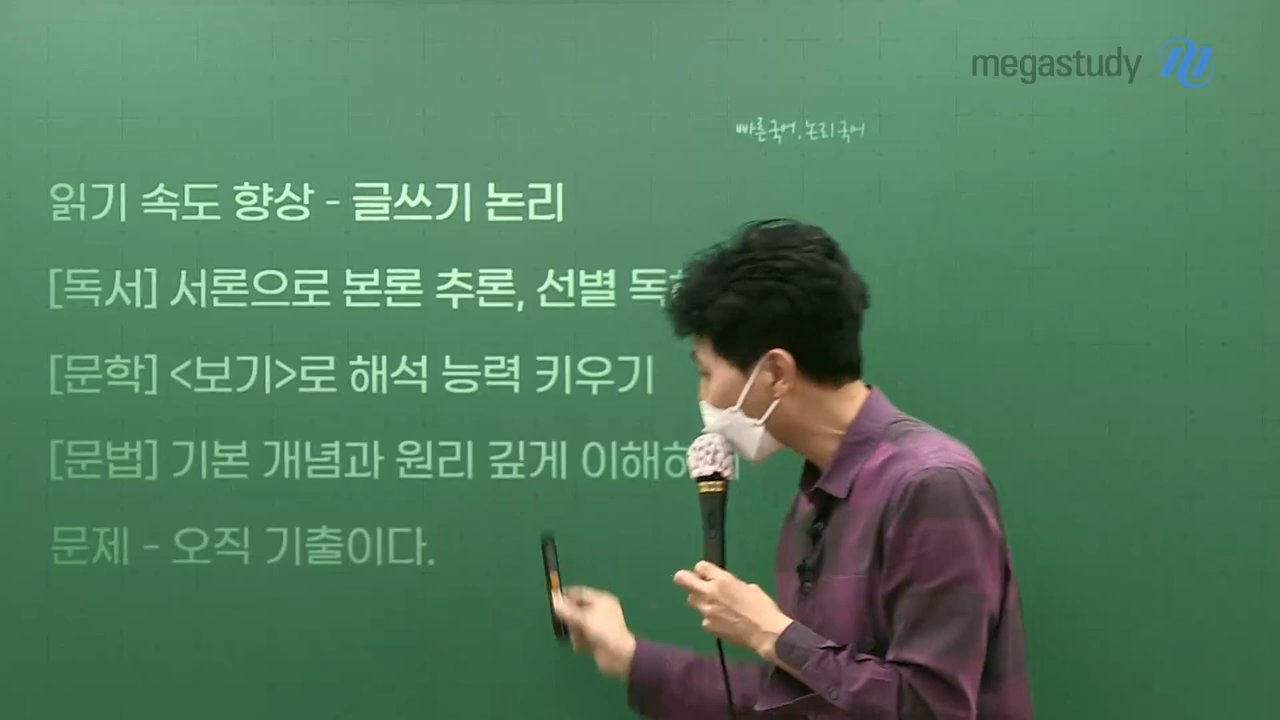 megastudy
빠른국어, 논리국어
읽기 속도 향상 - 글쓰기 논리
[독서] 서론으로 본론 추론, 선별
[문학] <보기>로 해석 능력 키우기
[문법] 기본 개념과 원리 깊게
문제 - 오직 기출이다.